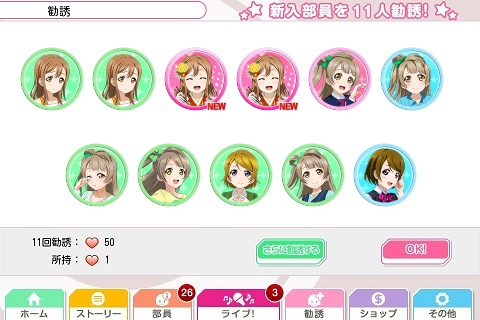 勧誘
新入部員を11人勧誘!
NEW
NEW
11回勧誘: 50
所持: 1
さらに勧誘する
OK!
26
3
ホーム
ストーリー
部員
ライブ!
勧誘
ショップ
その他